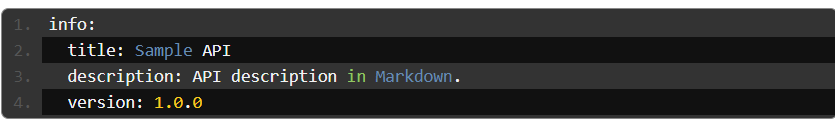 1. info:
2.   title: Sample API
3.   description: API description in Markdown.
4.   version: 1.0.0